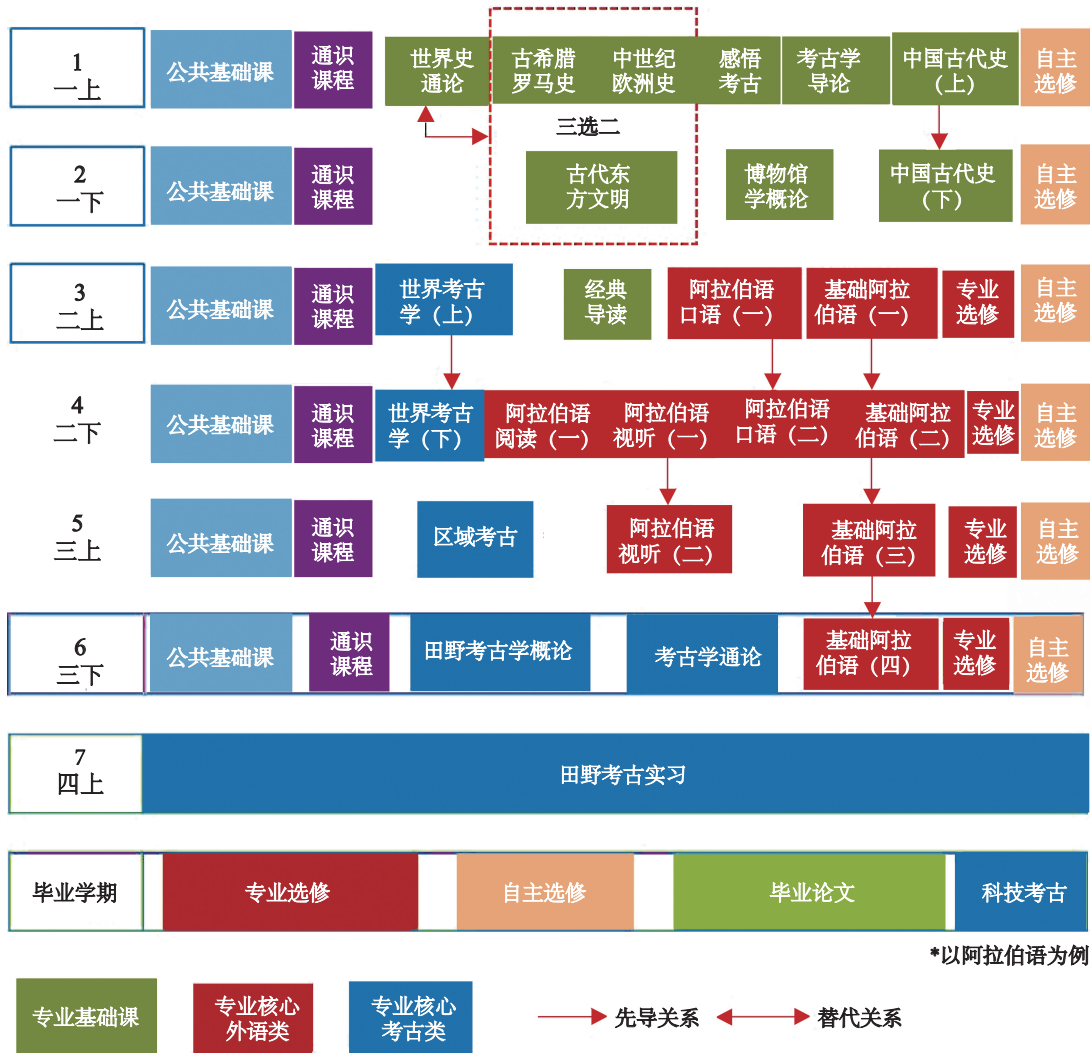 1
一上
公共基础课
通识
课程
世界史
通论
古希腊
罗马史
中世纪
欧洲史
感悟
考古
考古学
导论
中国古代史
（上）
自主
选修
三选二
2
一下
公共基础课
通识
课程
古代东
方文明
博物馆
学概论
中国古代史
（下）
自主
选修
3
二上
公共基础课
通识
课程
世界考古
学（上）
经典
导读
阿拉伯语
口语（一）
基础阿拉
伯语（一）
专业
选修
自主
选修
4
二下
公共基础课
通识
课程
世界考古
学（下）
阿拉伯语
阅读（一）
阿拉伯语
视听（一）
阿拉伯语
口语（二）
基础阿拉
伯语（二）
专业
选修
自主
选修
5
三上
公共基础课
通识
课程
区域考古
阿拉伯语
视听（二）
基础阿拉
伯语（三）
专业
选修
自主
选修
6
三下
公共基础课
通识
课程
田野考古学概论
考古学通论
基础阿拉
伯语（四）
专业
选修
自主
选修
7
四上
田野考古实习
毕业学期
专业选修
自主选修
毕业论文
科技考古
*以阿拉伯语为例
专业基础课
专业核心
外语类
专业核心
考古类
先导关系
替代关系